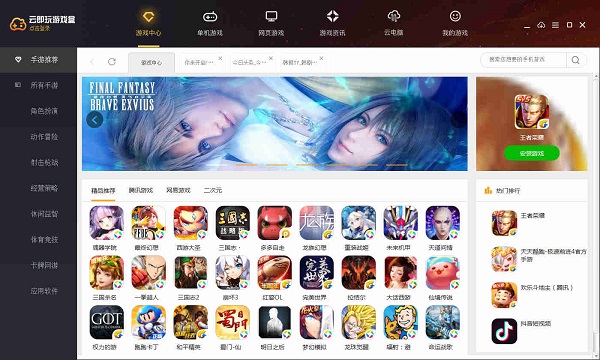 云即玩游戏盒
点击登录
游戏中心
单机游戏
网页游戏
游戏资讯
云电脑
我的游戏
手游推荐
所有手游
角色扮演
动作冒险
射击枪战
经营策略
休闲益智
体育竞技
卡牌回游
应用软件
游戏中心
搜索您想要的手机游戏
FINAL FANTASY
BRAVE EXVIUS
王者荣耀
安装游戏
精品推荐
腾讯游戏
网易游戏
二次元
魂器学院
最终幻想
西游大圣
三国志·
多多自走
龙族幻想
重装战姬
未来机甲
天道问情
三国杀名
一拳超人
三国志2
崩坏3
红警OL
完美世界
拉结尔
大话西游
仙境传说
GOT
权力的游
跑跑卡丁
和平精英
蜀门-仙
明日之后
梦幻模拟
龙珠觉醒
辐射：避
命运战歌
热门排行
王者荣耀
天天酷跑-极速前进4官方
手游
欢乐斗地主（腾讯）
抖音短视频